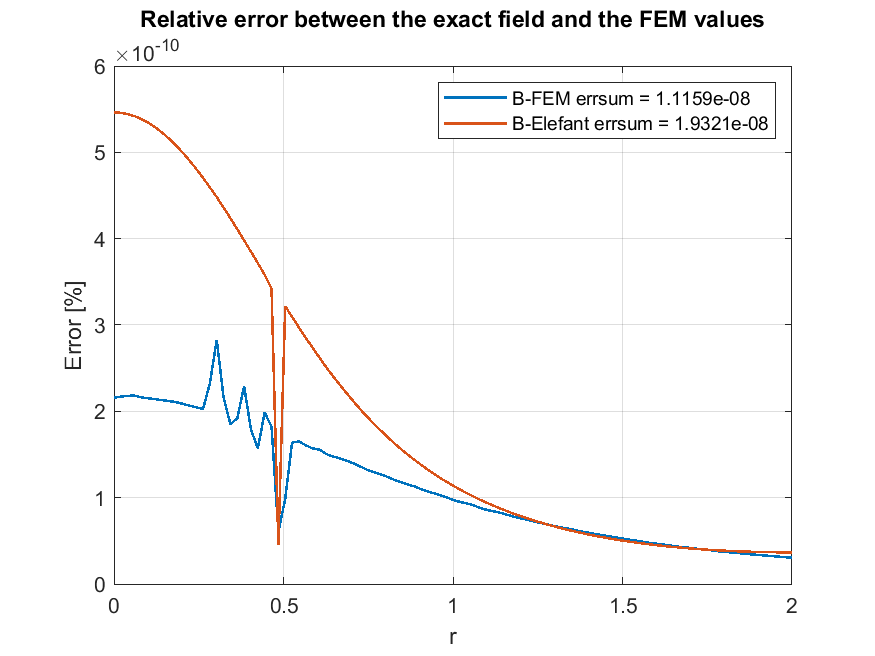 Relative error between the exact field and the FEM values
×10^-10
6
5
4
3
2
1
0
Error [%]
B-FEM errsum = 1.1159e-08
B-Elefant errsum = 1.9321e-08
0 0.5 1 1.5 2
r